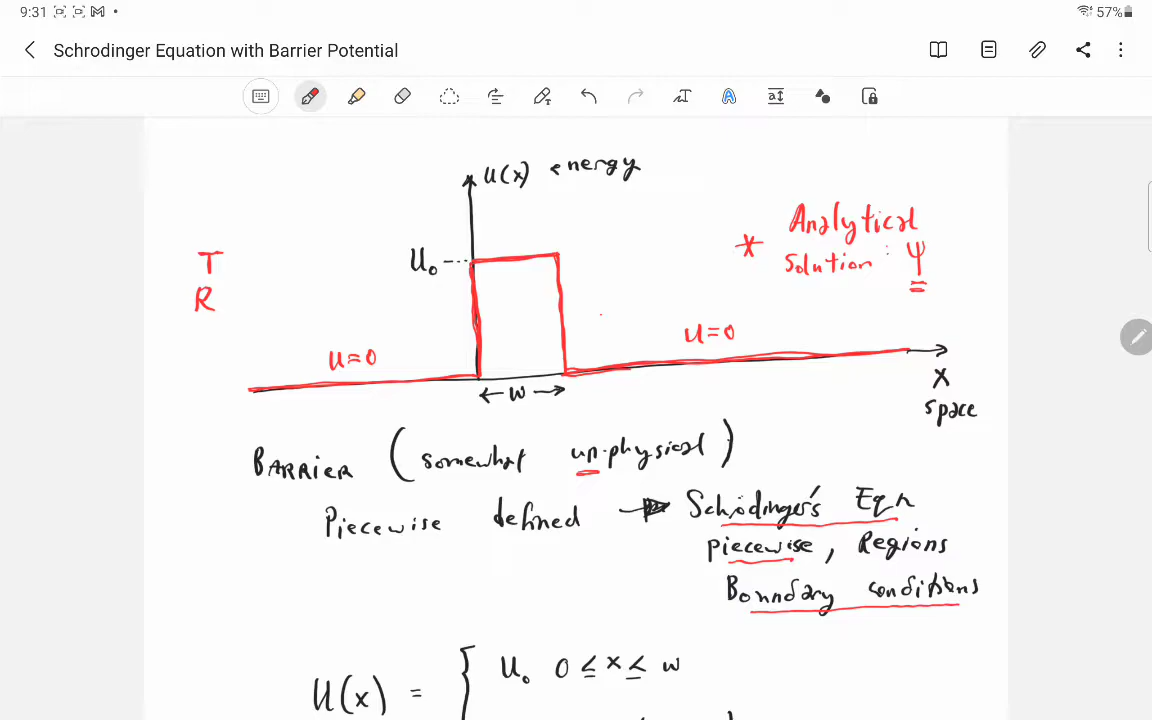 9:31
57%
Schrodinger Equation with Barrier Potential
U(x) energy
U₀
T
R
* Analytical
Solution : Ψ
U=0
U=0
← w →
x
space
BARRIER (somewhat un-physical)
Piecewise defined → Schödinger's Eqn
piecewise, Regions
Boundary conditions
U(x) = { U₀ 0 ≤ x ≤ w